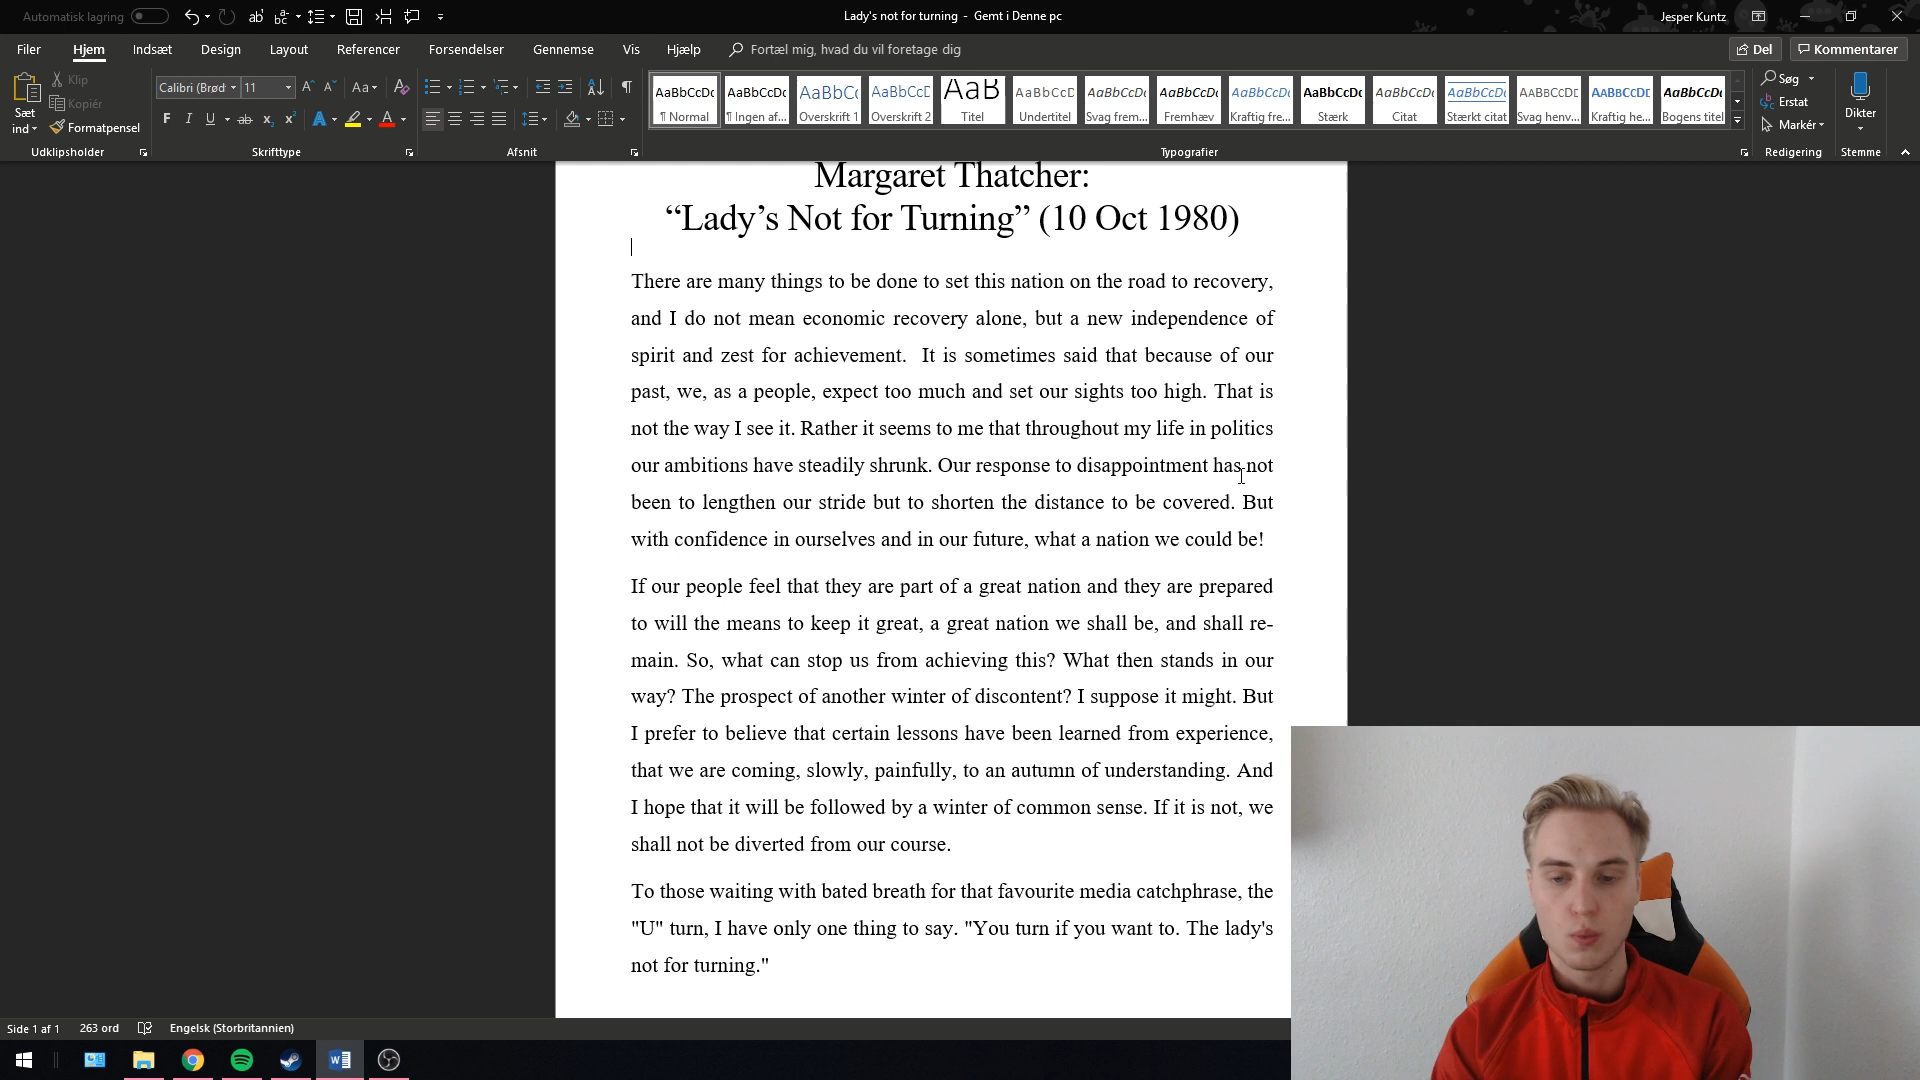 Automatisk lagring
Lady's not for turning - Gemt i Denne pc
Jesper Kuntz
Filer Hjem Indsæt Design Layout Referencer Forsendelser Gennemse Vis Hjælp Fortæl mig, hvad du vil foretage dig
Del Kommentarer
Sæt ind
Klip
Kopiér
Formatpensel
Udklipsholder
Calibri (Brød 11
Skrifttype
Afsnit
AaBbCcDc AaBbCcDc AaBbCc AaBbCcD AaB AaBbCcD AaBbCcDc AaBbCcDc AaBbCcDc AaBbCcDc AaBbCcDc AaBbCcDc AABBCCDC AABBCCDC AaBbCcDc
¶ Normal ¶ Ingen af... Overskrift 1 Overskrift 2 Titel Undertitel Svag frem... Fremhæv Kraftig fre... Stærk Citat Stærkt citat Svag henv... Kraftig he... Bogens titel
Typografier
Søg
Erstat
Markér
Redigering
Dikter
Stemme
Margaret Thatcher:
“Lady’s Not for Turning” (10 Oct 1980)
There are many things to be done to set this nation on the road to recovery,
and I do not mean economic recovery alone, but a new independence of
spirit and zest for achievement. It is sometimes said that because of our
past, we, as a people, expect too much and set our sights too high. That is
not the way I see it. Rather it seems to me that throughout my life in politics
our ambitions have steadily shrunk. Our response to disappointment has not
been to lengthen our stride but to shorten the distance to be covered. But
with confidence in ourselves and in our future, what a nation we could be!
If our people feel that they are part of a great nation and they are prepared
to will the means to keep it great, a great nation we shall be, and shall re-
main. So, what can stop us from achieving this? What then stands in our
way? The prospect of another winter of discontent? I suppose it might. But
I prefer to believe that certain lessons have been learned from experience,
that we are coming, slowly, painfully, to an autumn of understanding. And
I hope that it will be followed by a winter of common sense. If it is not, we
shall not be diverted from our course.
To those waiting with bated breath for that favourite media catchphrase, the
"U" turn, I have only one thing to say. "You turn if you want to. The lady's
not for turning."
Side 1 af 1 263 ord Engelsk (Storbritannien)